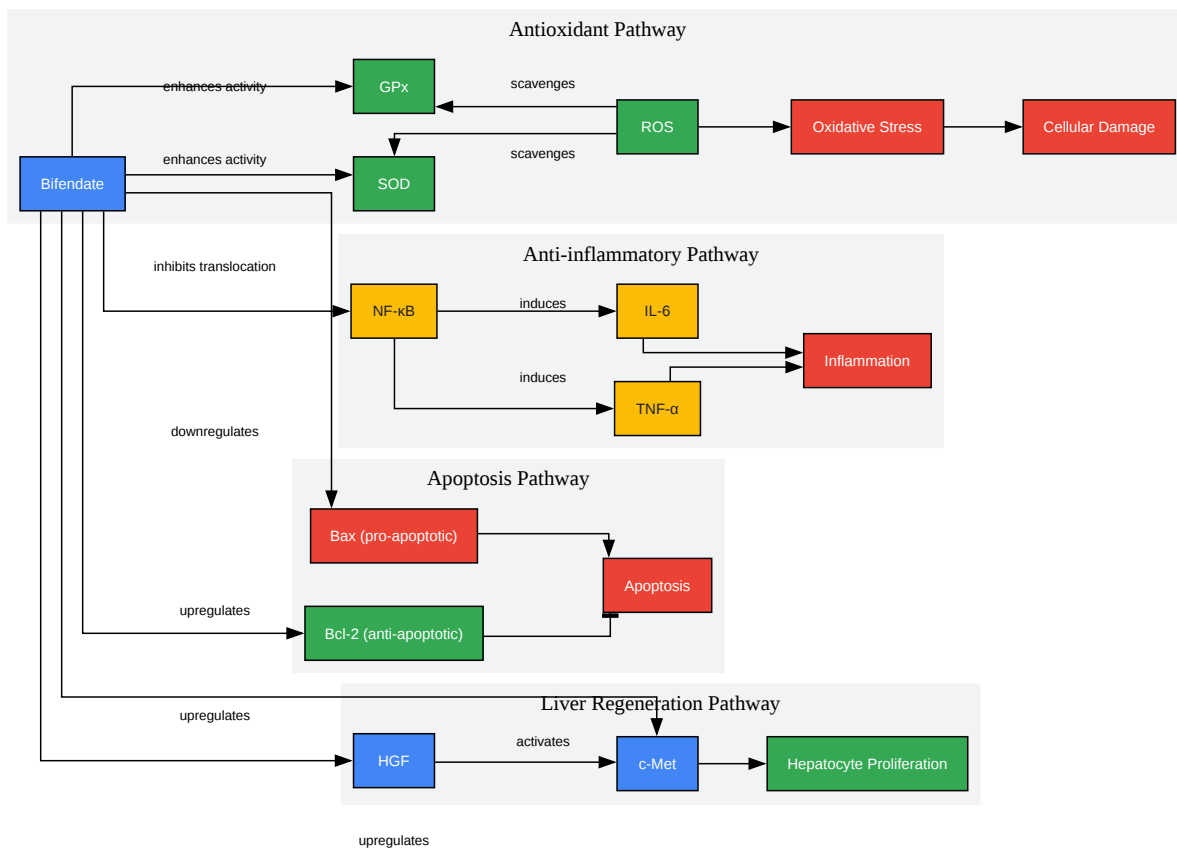 Antioxidant Pathway
enhances activity
GPx
scavenges
ROS
Oxidative Stress
Cellular Damage
enhances activity
scavenges
Bifendate
SOD
Anti-inflammatory Pathway
inhibits translocation
NF-κB
induces
IL-6
Inflammation
induces
TNF-α
downregulates
Apoptosis Pathway
Bax (pro-apoptotic)
Apoptosis
upregulates
Bcl-2 (anti-apoptotic)
Liver Regeneration Pathway
upregulates
HGF
activates
c-Met
Hepatocyte Proliferation
upregulates